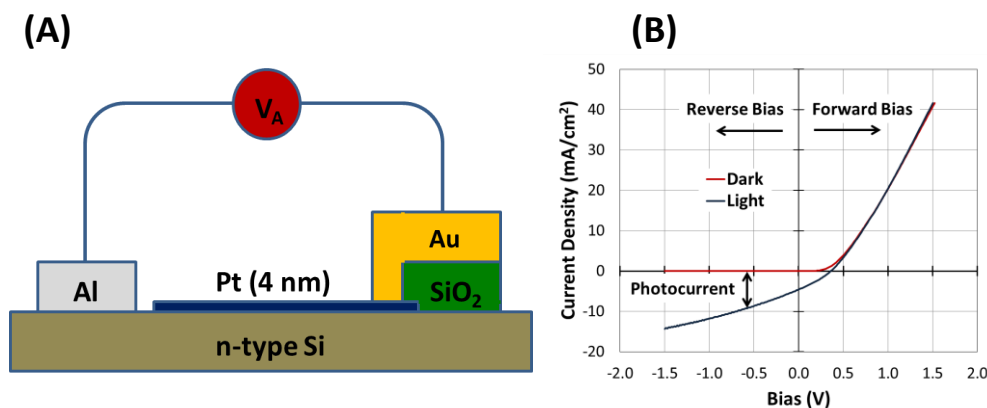 (A)
V_A
Au
Al
Pt (4 nm)
SiO₂
n-type Si
(B)
Current Density (mA/cm²)
50
40
30
20
10
0
-10
-20
Reverse Bias
Forward Bias
Dark
Light
Photocurrent
-2.0 -1.5 -1.0 -0.5 0.0 0.5 1.0 1.5 2.0
Bias (V)